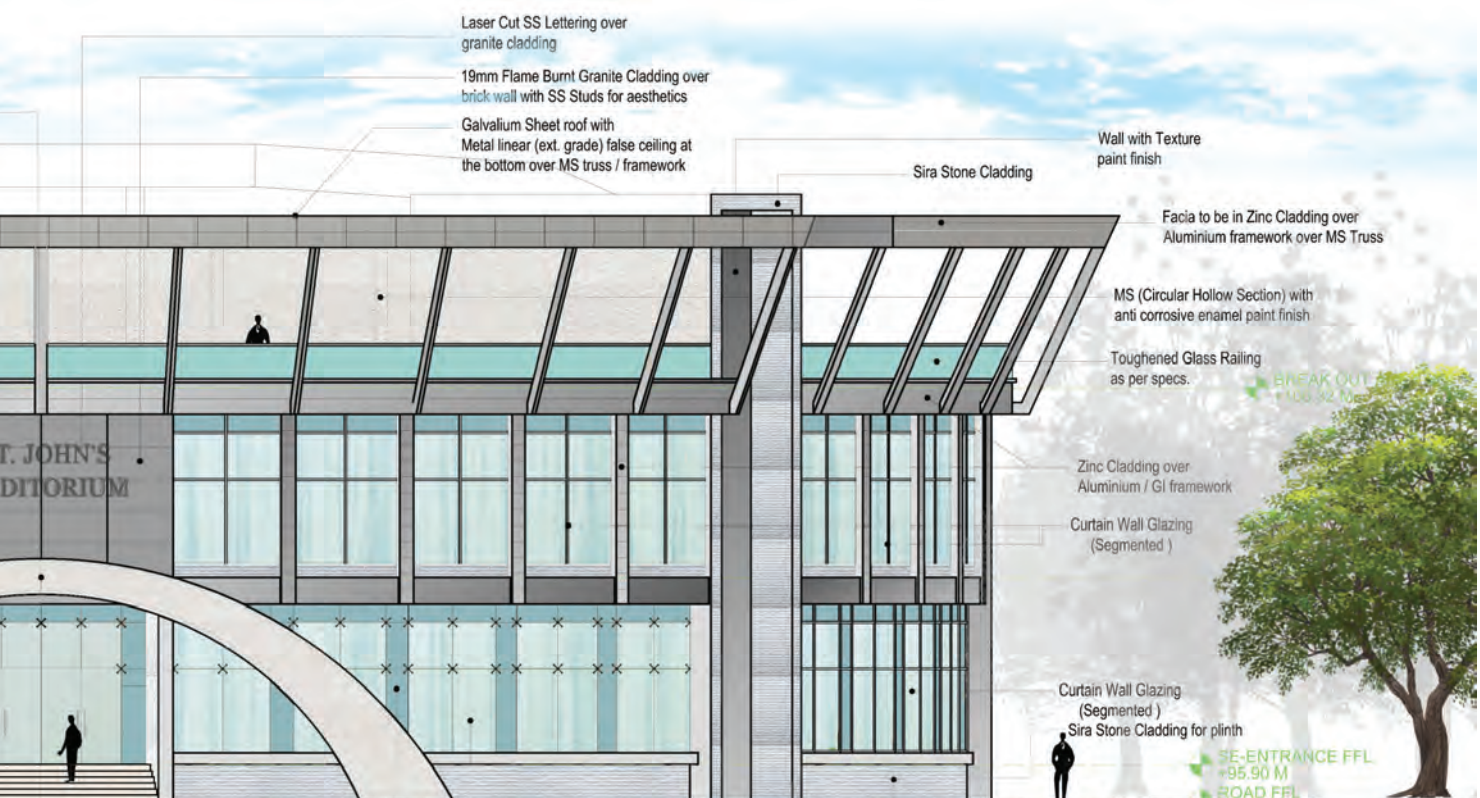 Laser Cut SS Lettering over
granite cladding
19mm Flame Burnt Granite Cladding over
brick wall with SS Studs for aesthetics
Galvalium Sheet roof with
Metal linear (ext. grade) false ceiling at
the bottom over MS truss / framework
Wall with Texture
paint finish
Sira Stone Cladding
Facia to be in Zinc Cladding over
Aluminium framework over MS Truss
MS (Circular Hollow Section) with
anti corrosive enamel paint finish
Toughened Glass Railing
as per specs.
BREAK OUT
T. JOHN'S
DITORIUM
Zinc Cladding over
Aluminium / GI framework
Curtain Wall Glazing
(Segmented )
Curtain Wall Glazing
(Segmented )
Sira Stone Cladding for plinth
SE-ENTRANCE FFL
+95.90 M
ROAD FFL